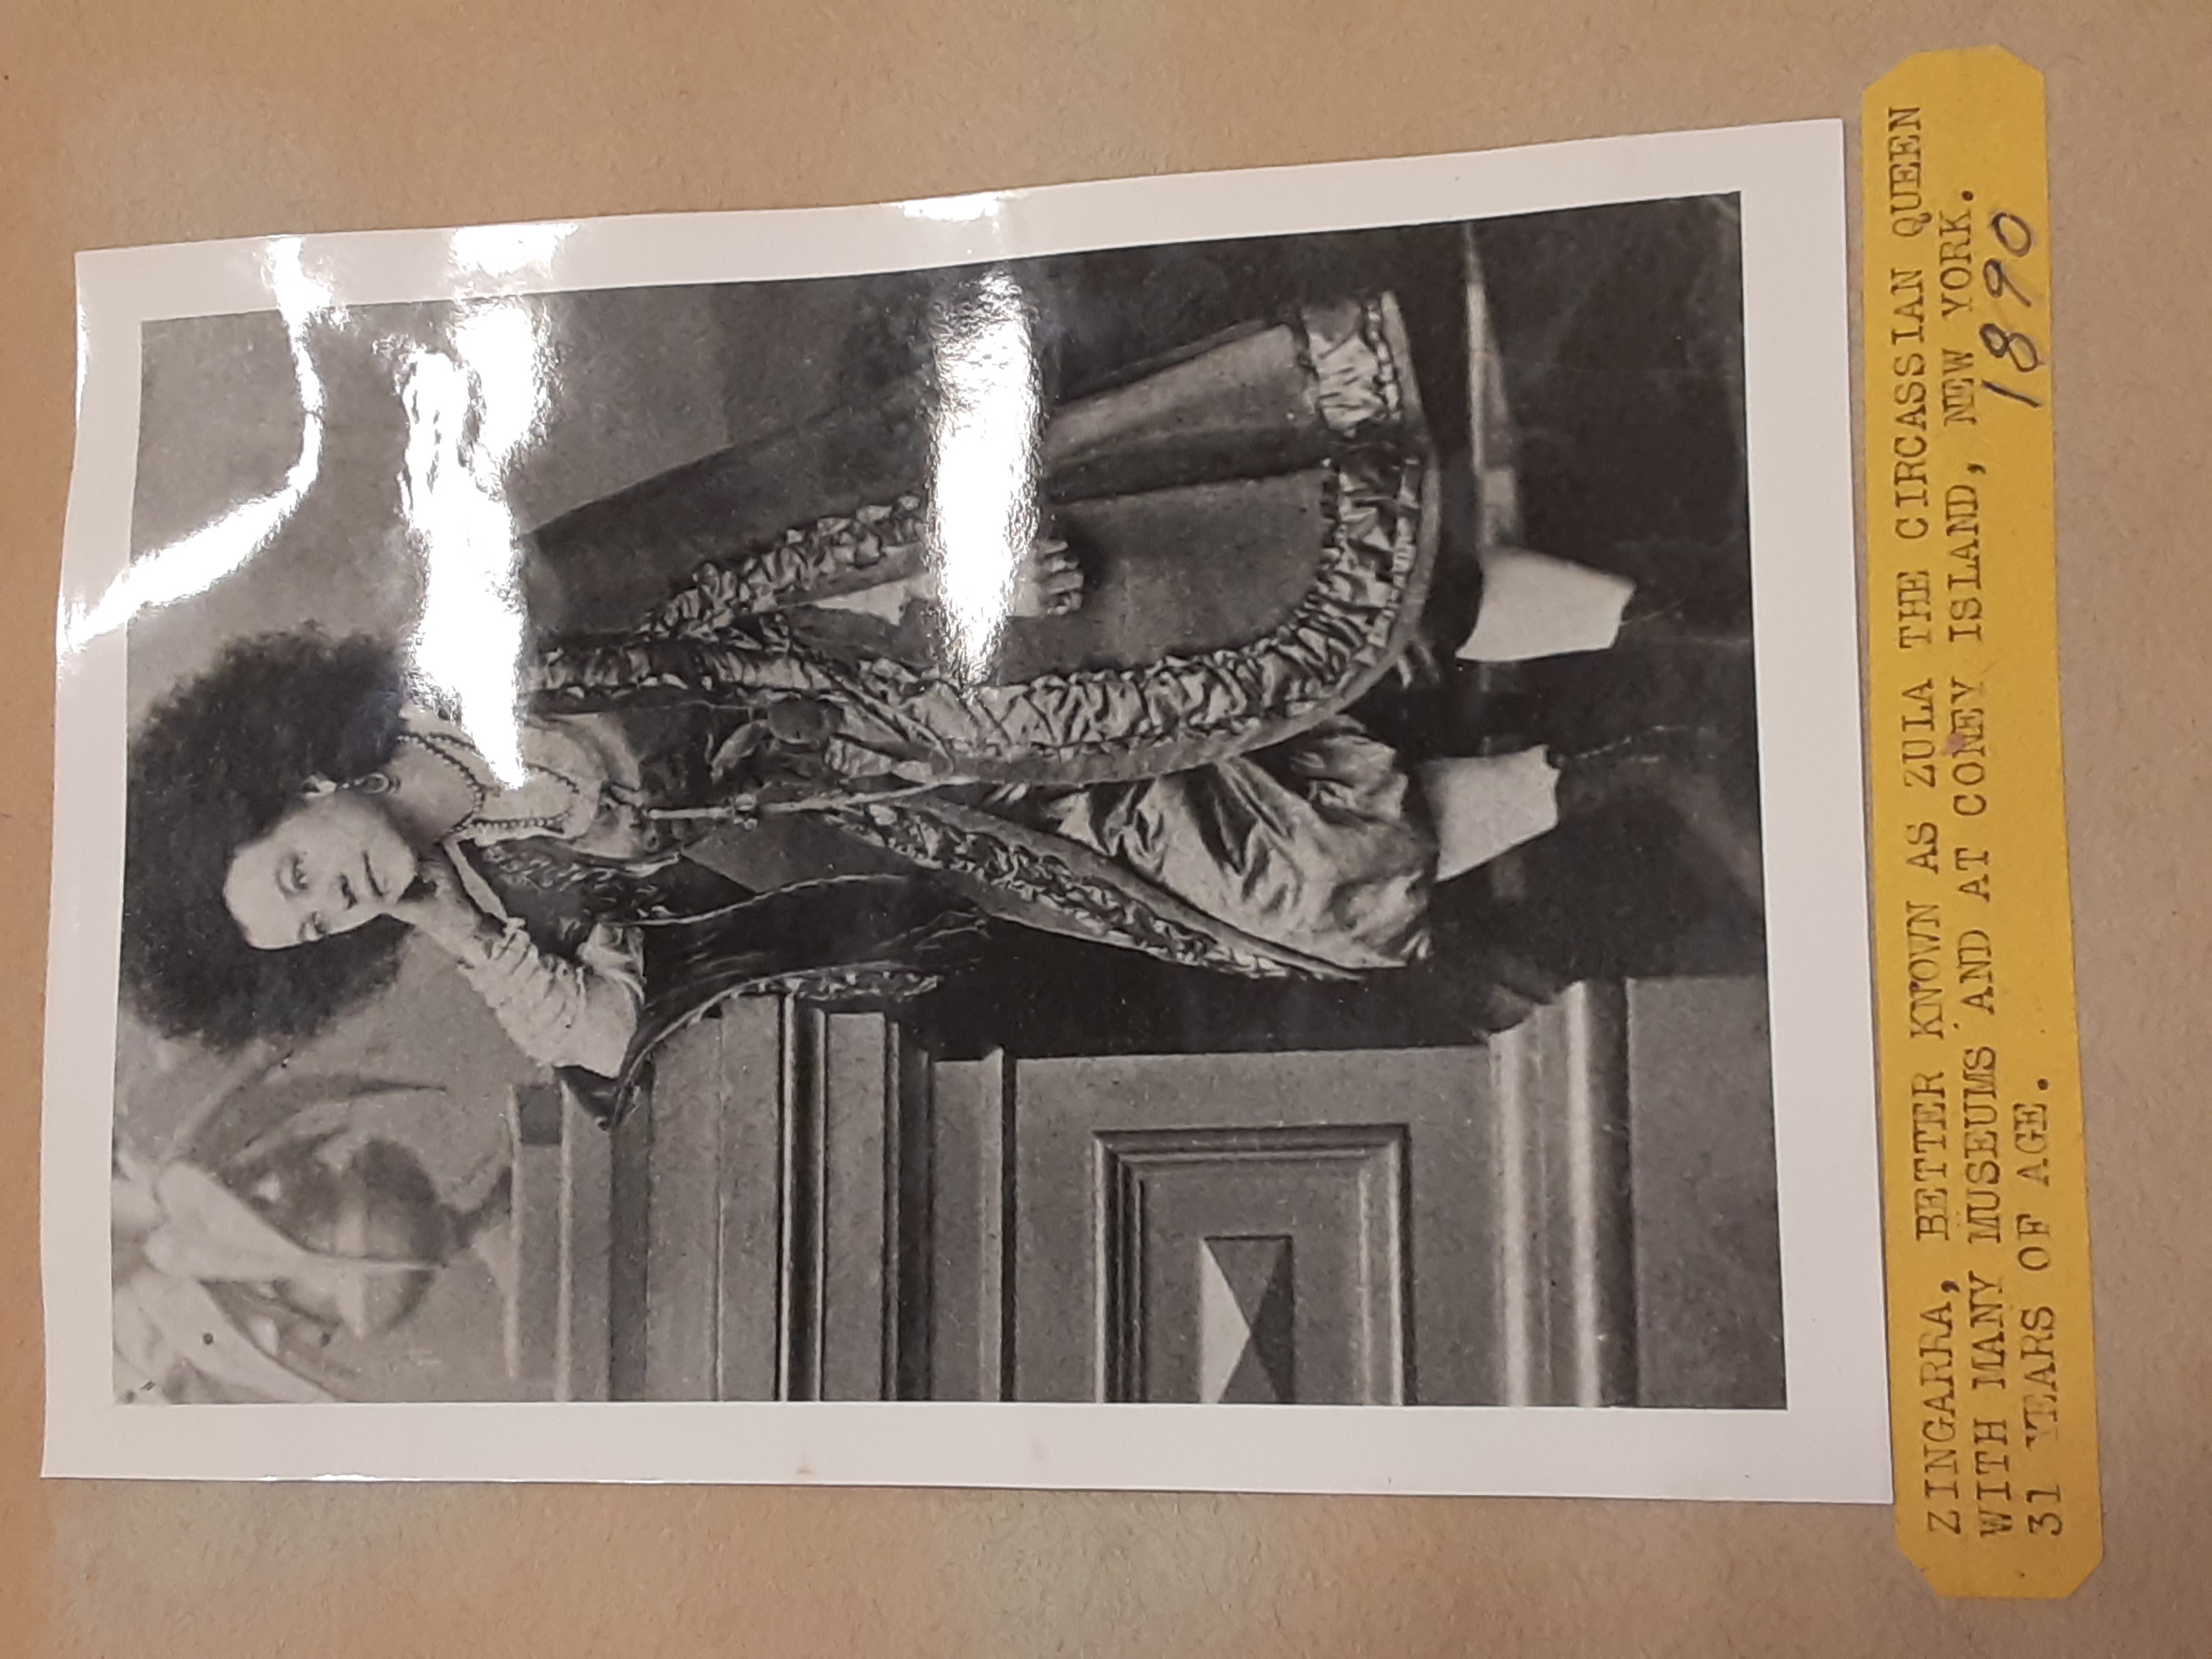 ZINGARRA, BETTER KNOWN AS ZULA THE CIRCASSIAN QUEEN
WITH MANY MUSEUMS AND AT CONEY ISLAND, NEW YORK.
31 YEARS OF AGE.
1890